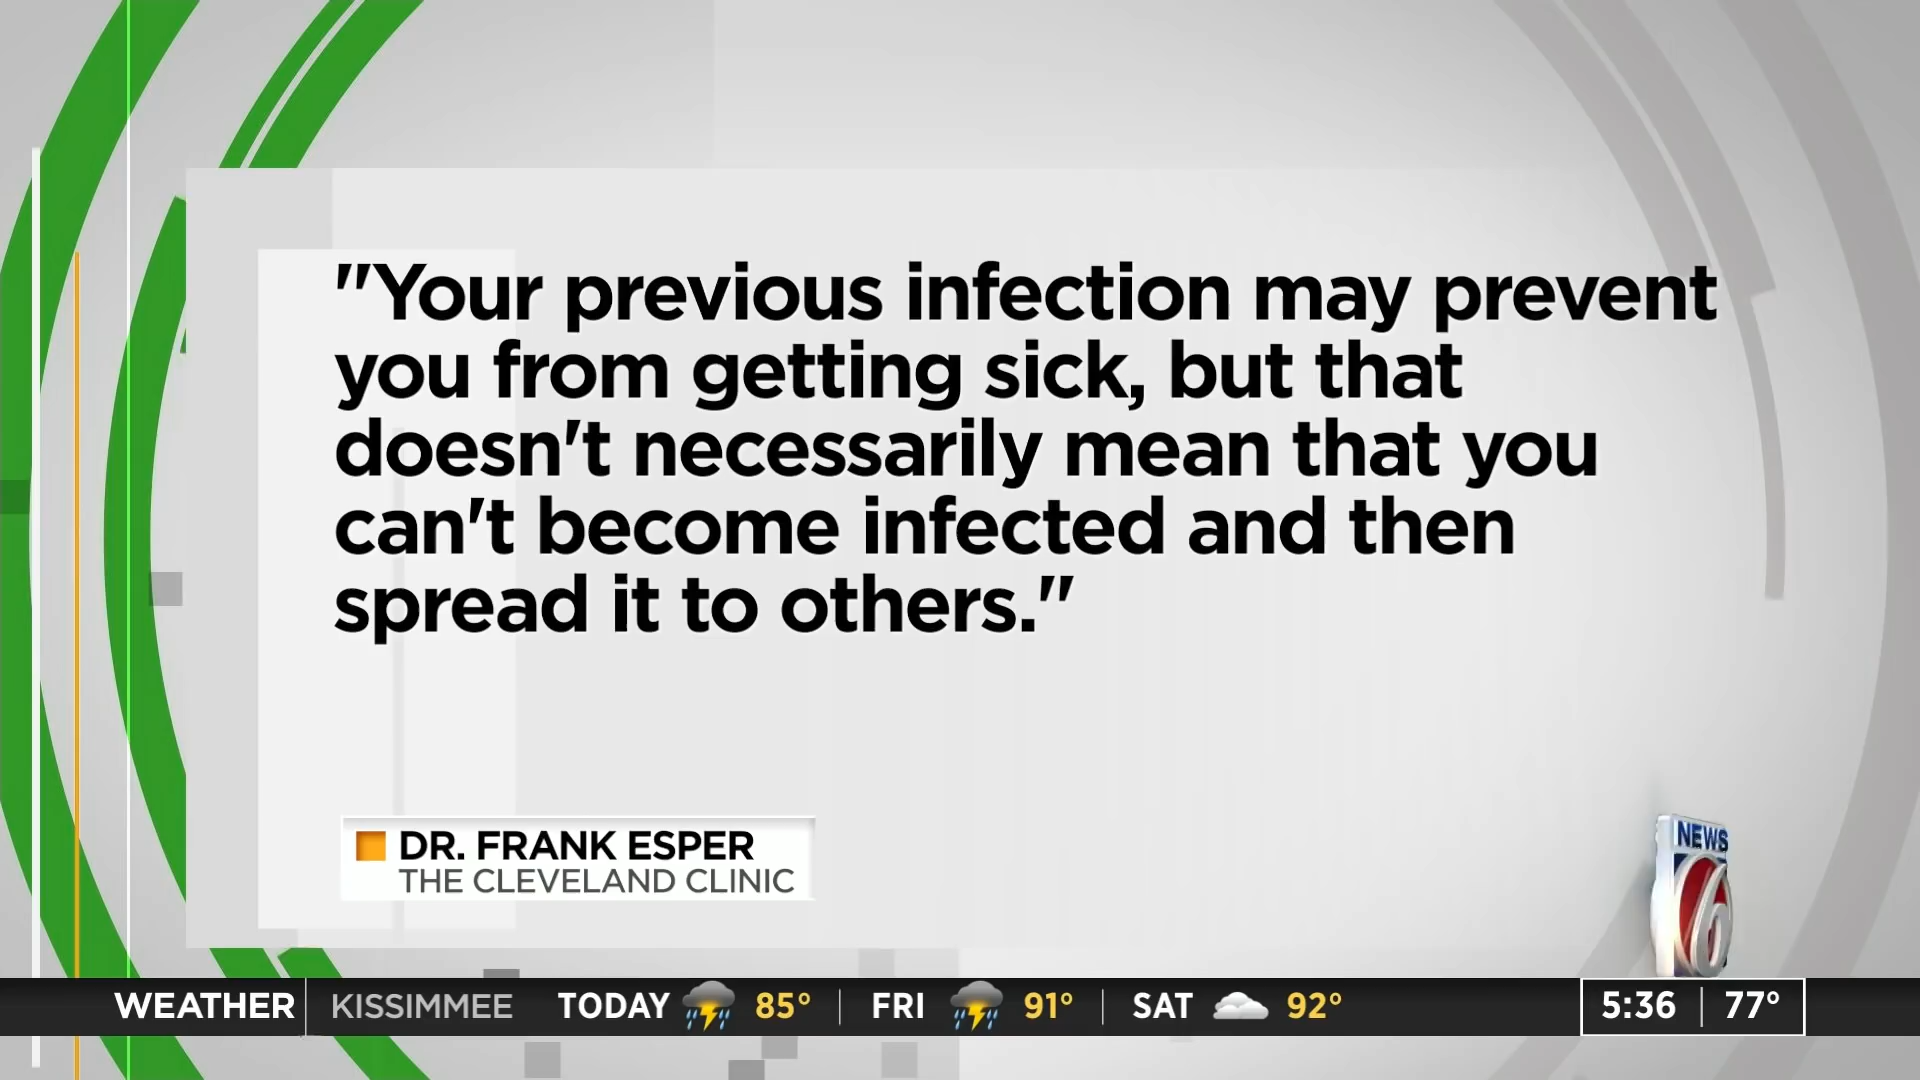 "Your previous infection may prevent
you from getting sick, but that
doesn't necessarily mean that you
can't become infected and then
spread it to others."
DR. FRANK ESPER
THE CLEVELAND CLINIC
NEWS
6
WEATHER KISSIMMEE TODAY 85° FRI 91° SAT 92° 5:36 77°